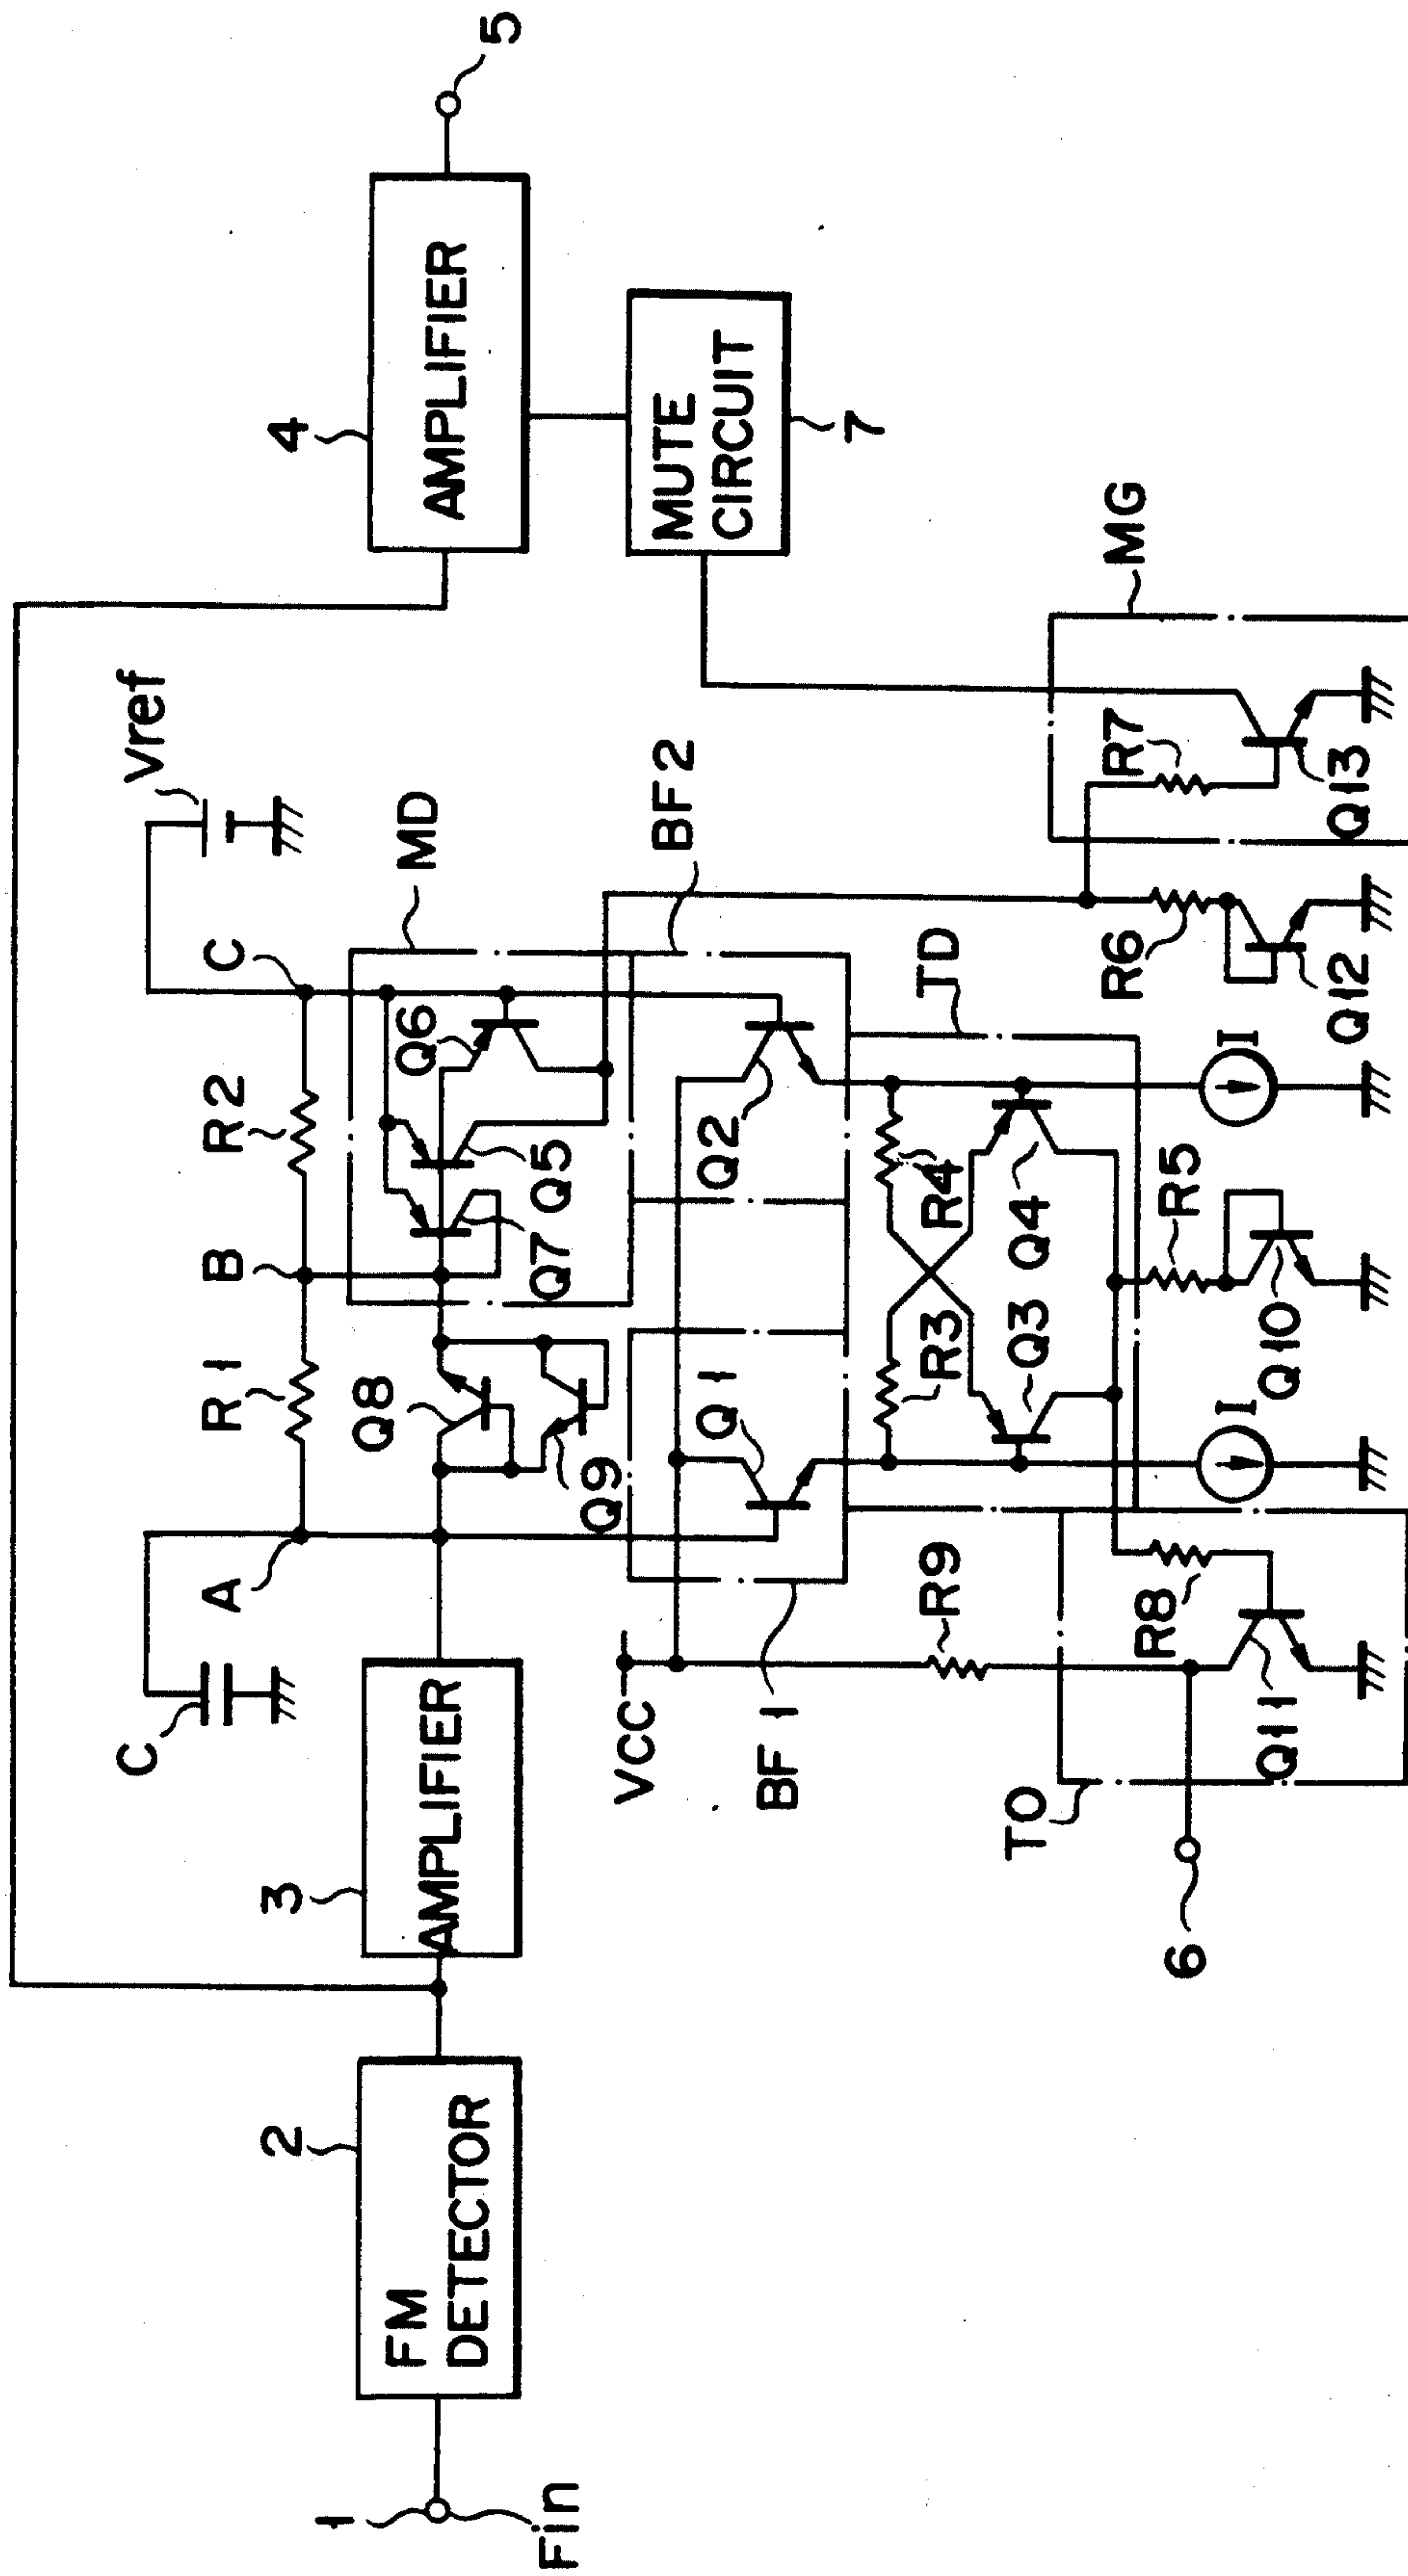 1
Fin
2
FM
DETECTOR
3
AMPLIFIER
C
A
R1
B
R2
C
Vref
4
AMPLIFIER
5
MUTE
CIRCUIT
7
Q8
Q9
Q7
Q5
Q6
MD
BF2
VCC
BF1
Q1
Q2
TD
R9
R3
R4
Q3
Q4
TO
6
R8
Q11
I
Q10
R5
I
R6
Q12
R7
Q13
MG